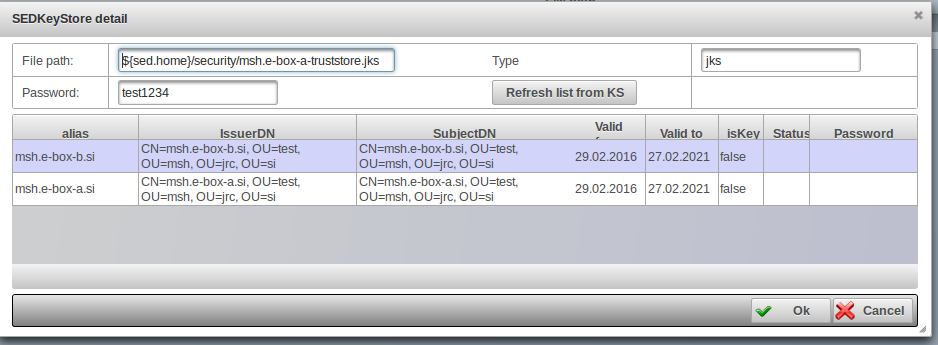 SEDKeyStore detail
File path: ${sed.home}/security/msh.e-box-a-truststore.jks Type jks
Password: test1234 Refresh list from KS
alias IssuerDN SubjectDN Valid Valid to isKey Status Password
msh.e-box-b.si CN=msh.e-box-b.si, OU=test, CN=msh.e-box-b.si, OU=test, 29.02.2016 27.02.2021 false
OU=msh, OU=jrc, OU=si OU=msh, OU=jrc, OU=si
msh.e-box-a.si CN=msh.e-box-a.si, OU=test, CN=msh.e-box-a.si, OU=test, 29.02.2016 27.02.2021 false
OU=msh, OU=jrc, OU=si OU=msh, OU=jrc, OU=si
Ok Cancel